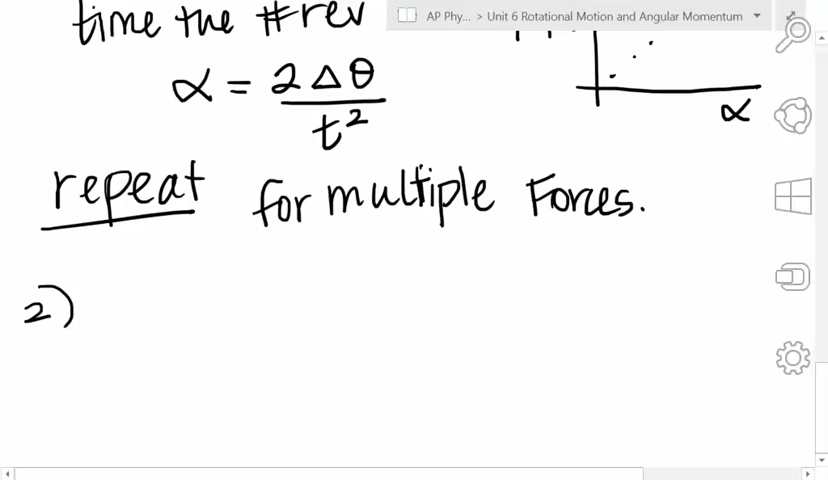 AP Phy... > Unit 6 Rotational Motion and Angular Momentum
time the #rev
α = 2Δθ / t²
α
repeat for multiple Forces.
2)